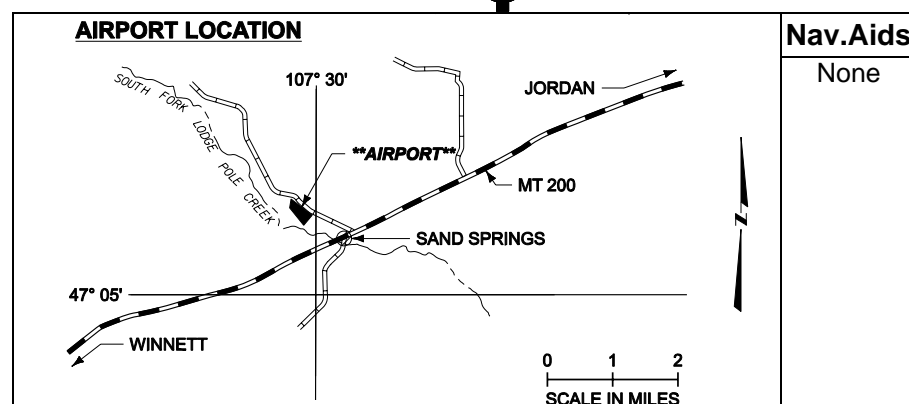 AIRPORT LOCATION
Nav.Aids
None
107° 30'
JORDAN
SOUTH FORK LODGE POLE CREEK
**AIRPORT**
MT 200
SAND SPRINGS
N
47° 05'
WINNETT
0 1 2
SCALE IN MILES